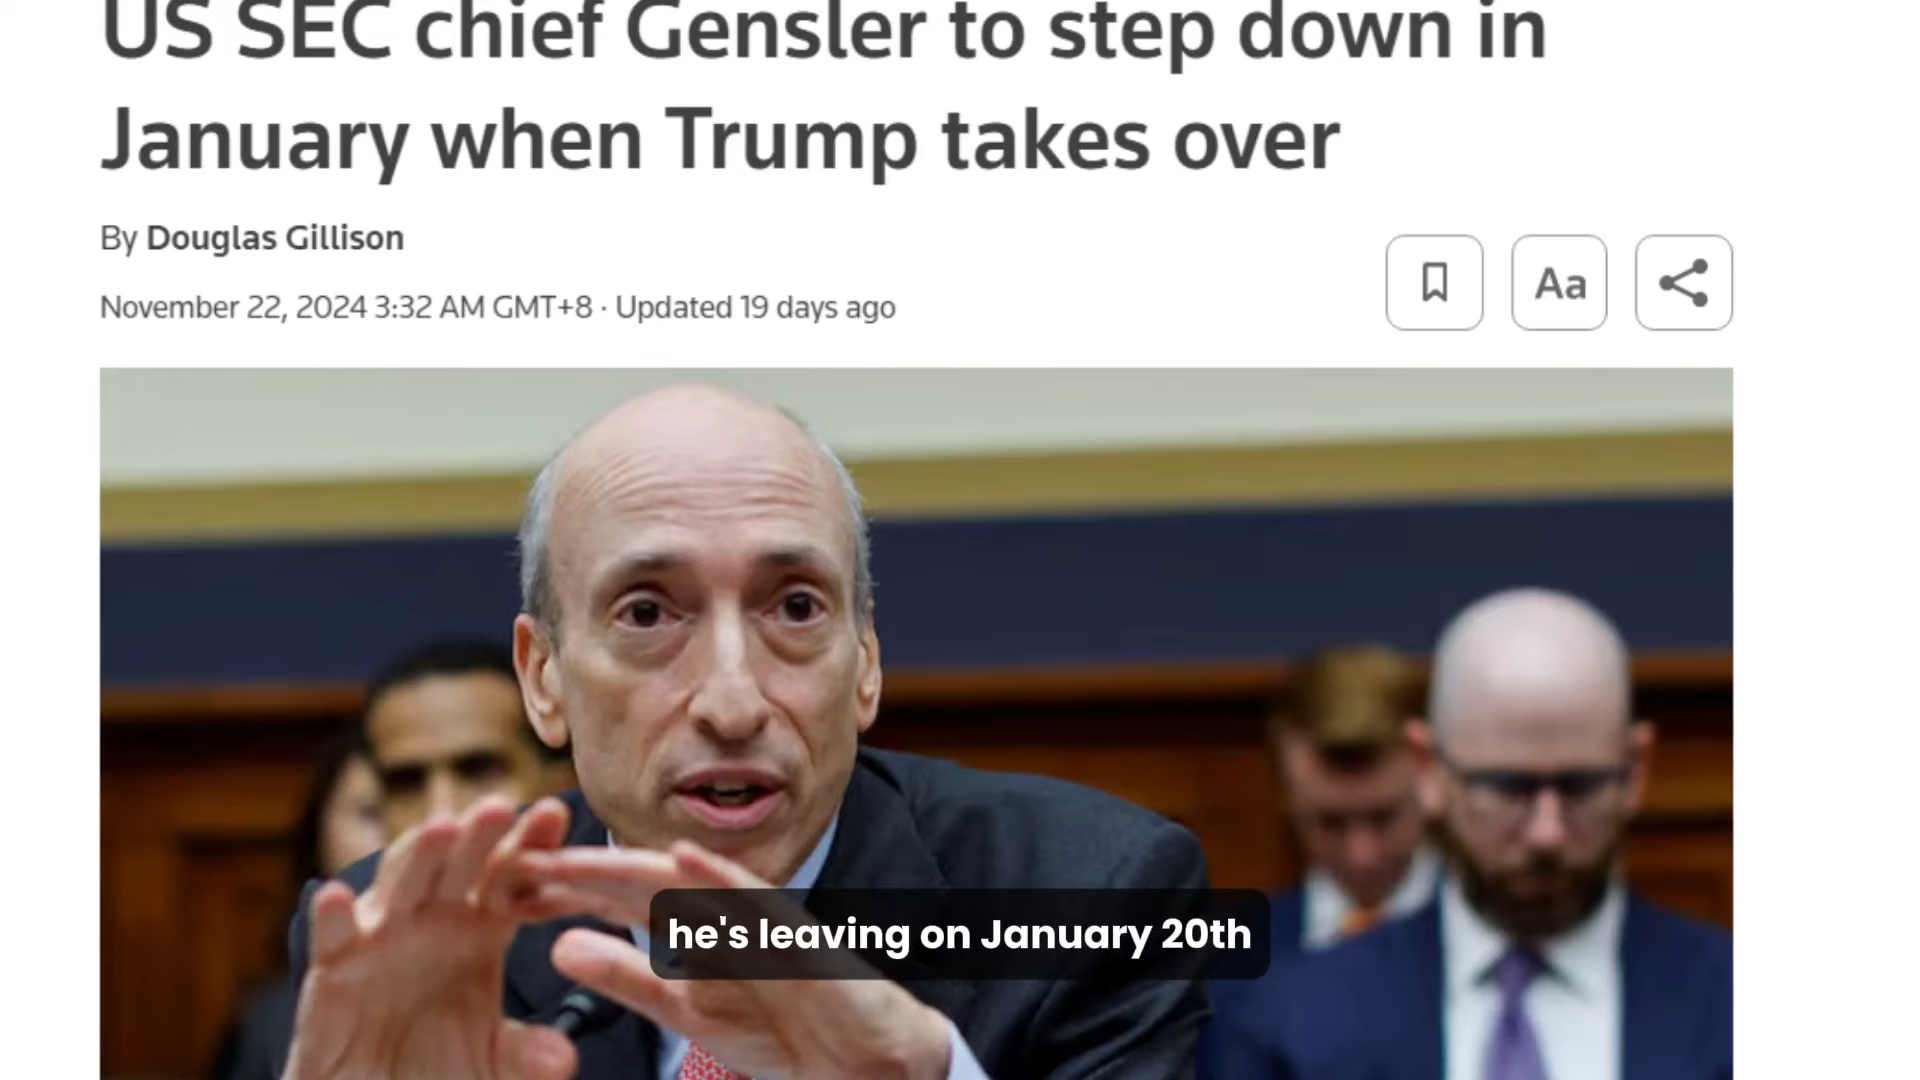 US SEC chief Gensler to step down in
January when Trump takes over
By Douglas Gillison
November 22, 2024 3:32 AM GMT+8 · Updated 19 days ago
Aa
he's leaving on January 20th